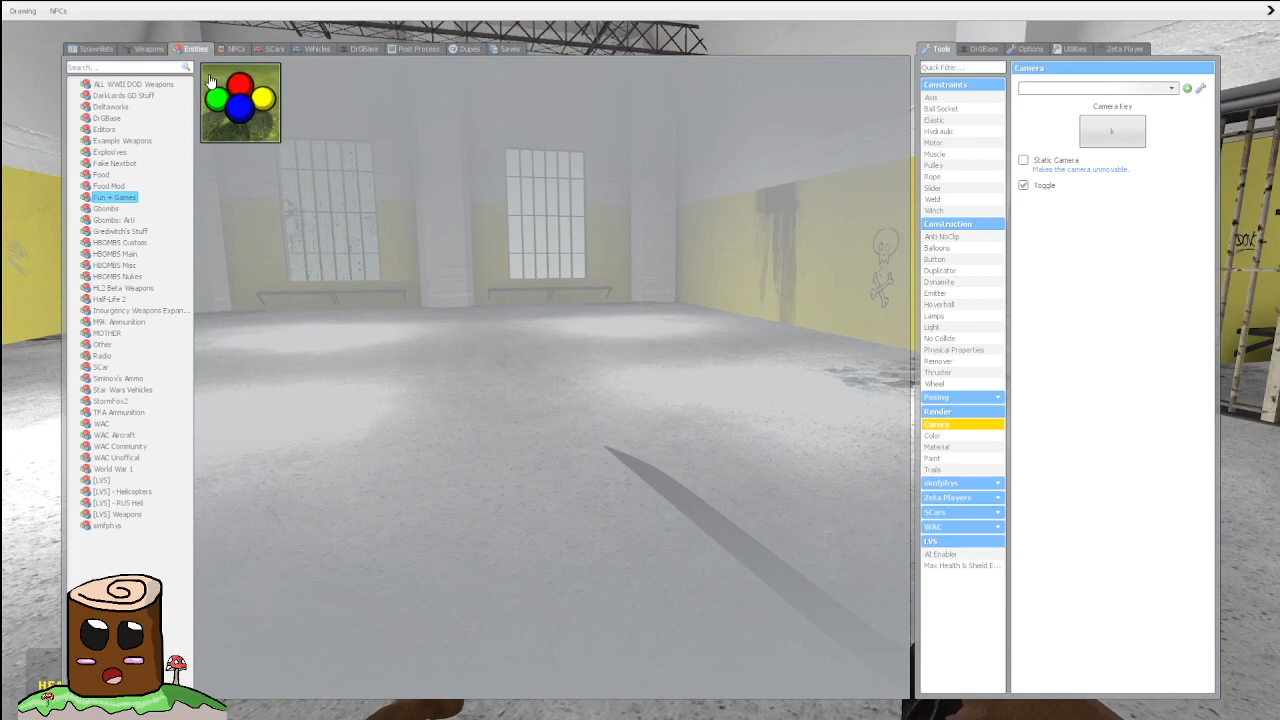 Drawing NPCs
Spawnlists Weapons Entities NPCs SCars Vehicles DrGBase Post Process Dupes Saves
Search...
ALL WWII DOD Weapons
DarkLords GD Stuff
Deltaworks
DrGBase
Editors
Example Weapons
Explosives
Fake Nextbot
Food
Food Mod
Fun + Games
Gbombs
Gbombs: Arti
Gredwitch's Stuff
HBOMBS Custom
HBOMBS Main
HBOMBS Misc
HBOMBS Nukes
HL2 Beta Weapons
Half-Life 2
Insurgency Weapons Expan...
M9k Ammunition
MOTHER
Other
Radio
SCar
Siminov's Ammo
Star Wars Vehicles
StormFox2
TFA Ammunition
WAC
WAC Aircraft
WAC Community
WAC Unoffical
World War 1
[LVS]
[LVS] - Helicopters
[LVS] - RUS Heli
[LVS] Weapons
simfphys
Tools DrGBase Options Utilities Zeta Player
Quick Filter...
Constraints
Axis
Ball Socket
Elastic
Hydraulic
Motor
Muscle
Pulley
Rope
Slider
Weld
Winch
Construction
Anti-NoClip
Balloons
Button
Duplicator
Dynamite
Emitter
Hoverball
Lamps
Light
No Collide
Physical Properties
Remover
Thruster
Wheel
Posing
Render
Camera
Color
Material
Paint
Trails
simfphys
Zeta Players
SCars
WAC
LVS
AI Enabler
Max Health & Shield E...
Camera
Camera Key
k
Static Camera
Makes the camera unmovable.
Toggle